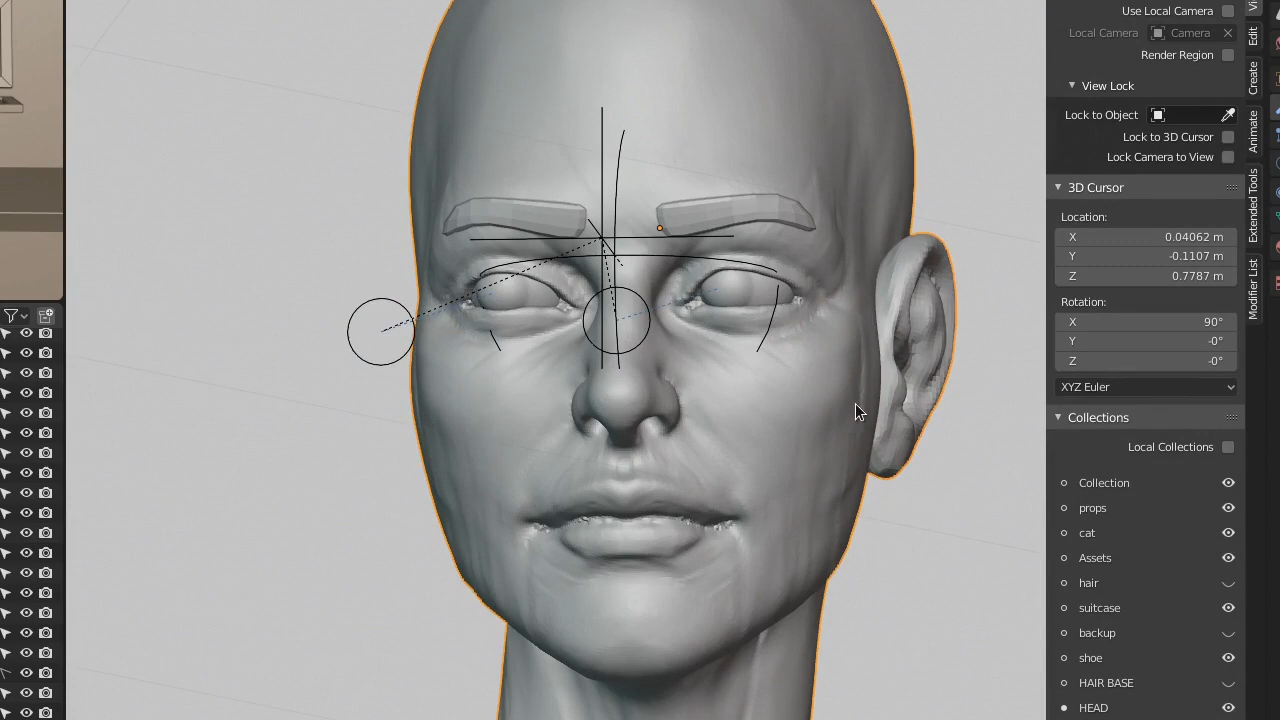 Use Local Camera
Local Camera Camera
Render Region
View Lock
Lock to Object
Lock to 3D Cursor
Lock Camera to View
3D Cursor
Location:
X 0.04062 m
Y -0.1107 m
Z 0.7787 m
Rotation:
X 90°
Y -0°
Z -0°
XYZ Euler
Collections
Local Collections
Collection
props
cat
Assets
hair
suitcase
backup
shoe
HAIR BASE
HEAD
Vi
Edit
Create
Animate
Extended Tools
Modifier List